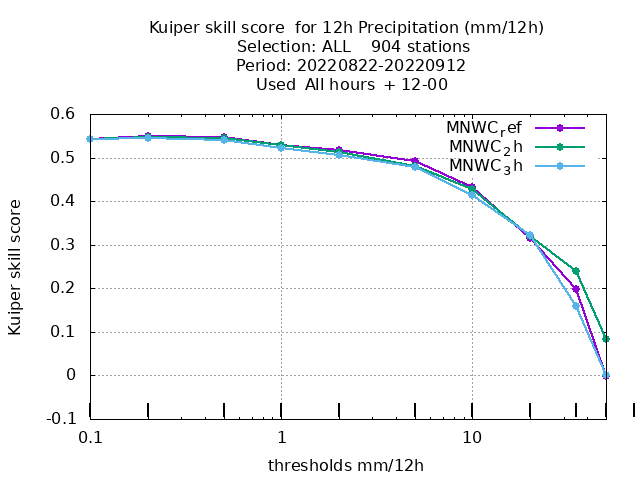 Kuiper skill score  for 12h Precipitation (mm/12h)
Selection: ALL    904 stations
Period: 20220822-20220912
Used  All hours  + 12-00
MNWC_ref
MNWC_2h
MNWC_3h
0.6
0.5
0.4
0.3
0.2
0.1
0
-0.1
Kuiper skill score
0.1 1 10
thresholds mm/12h